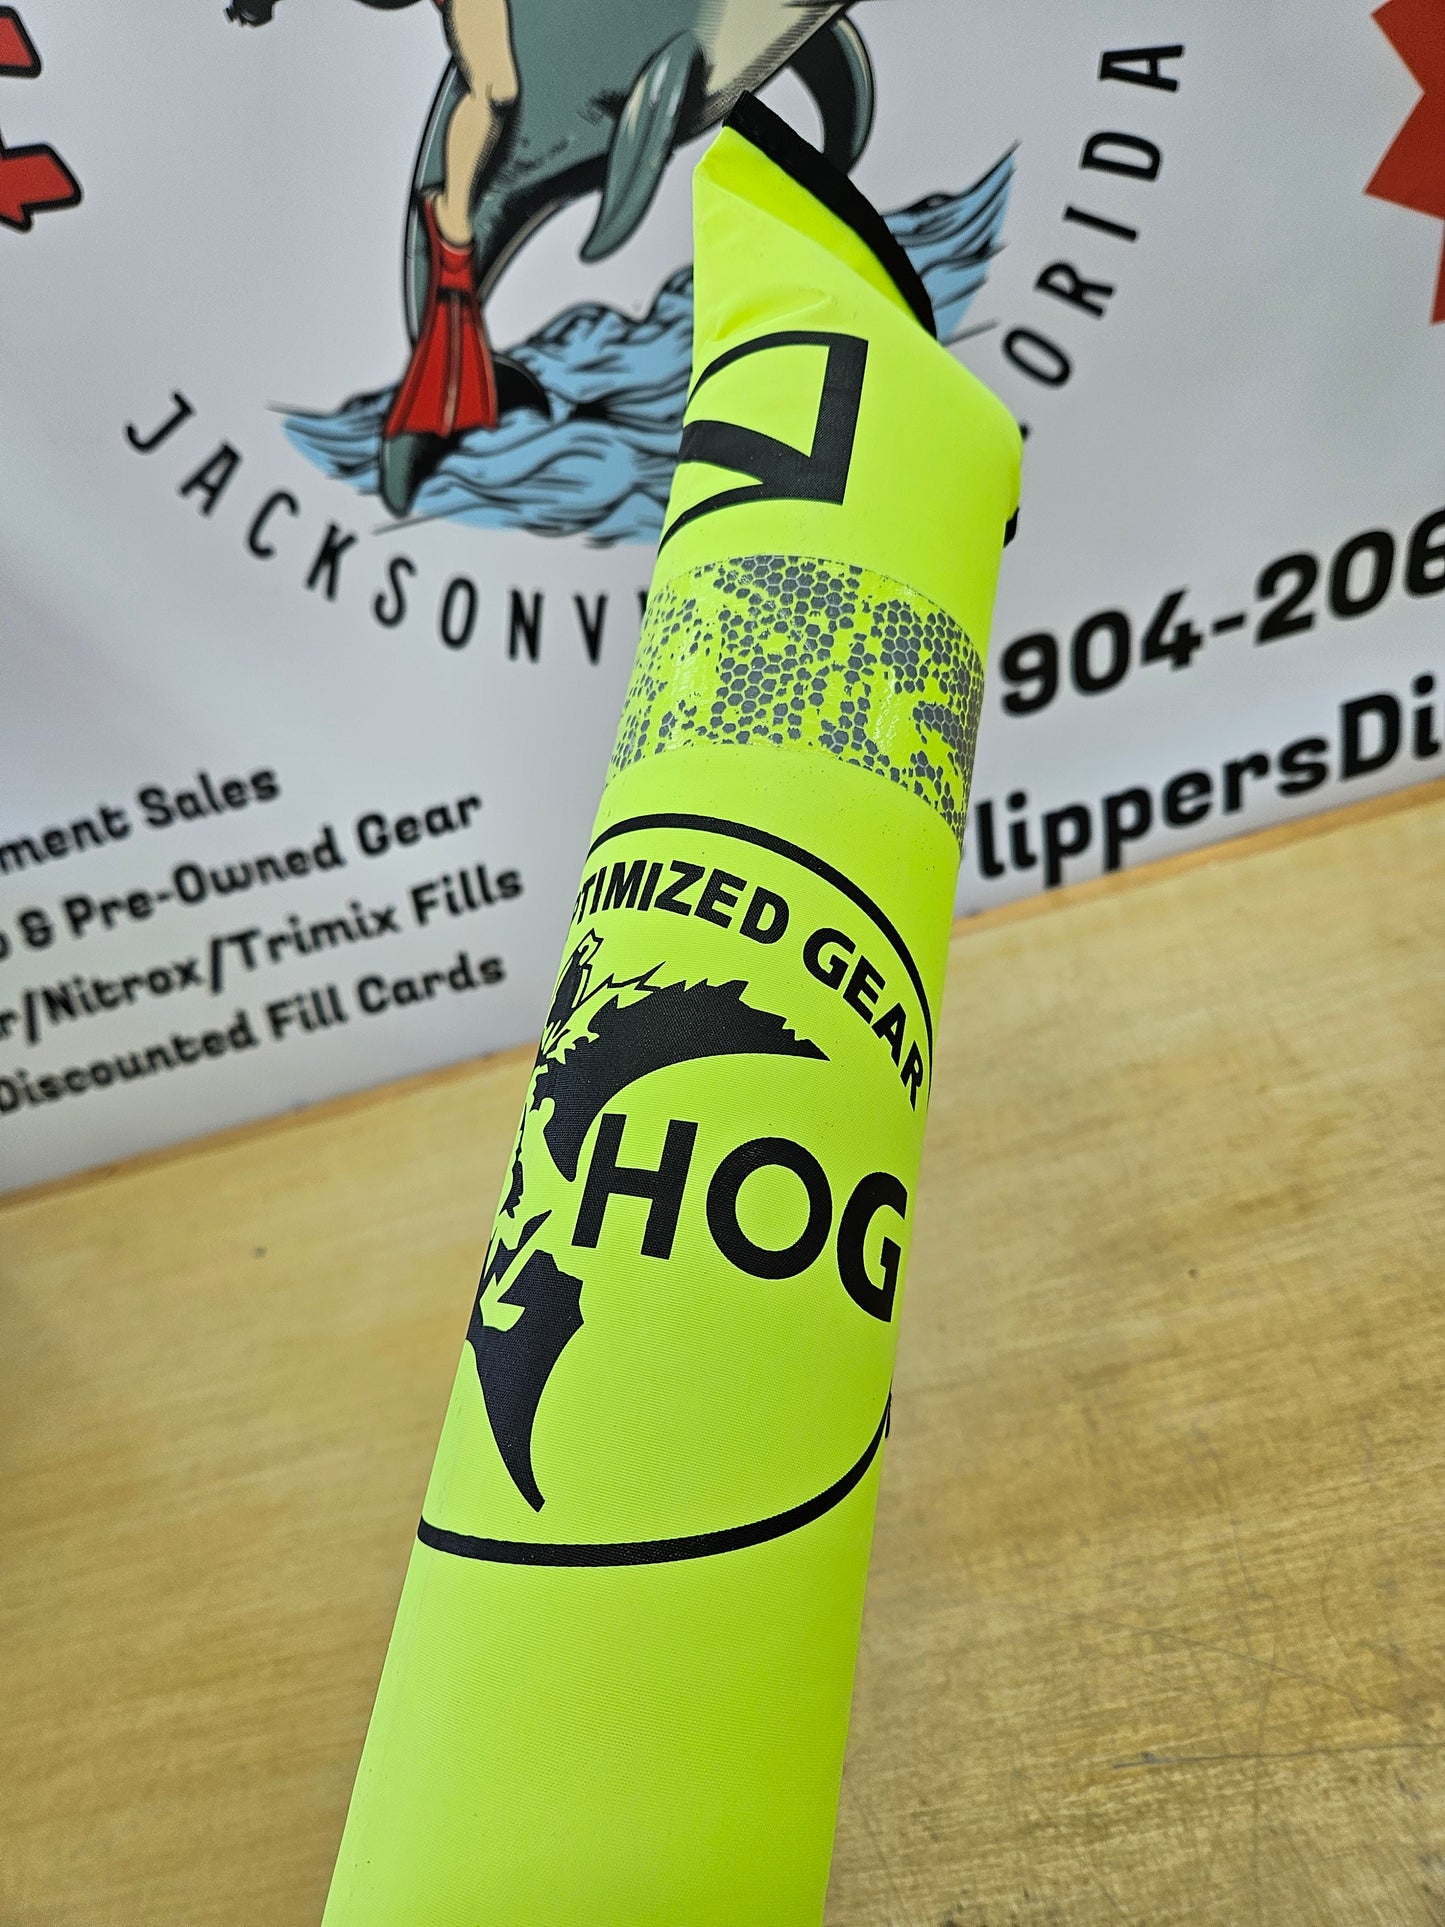 JACKSONV
ORIDA
904-206
lippersDi
ment Sales
& Pre-Owned Gear
r/Nitrox/Trimix Fills
Discounted Fill Cards
TIMIZED GEAR
HOG